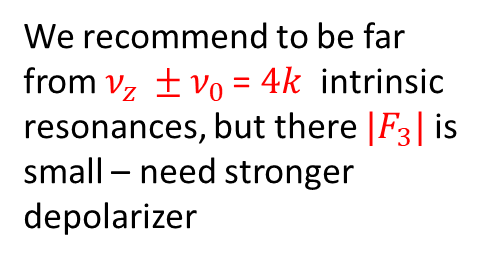 We recommend to be far
from ν_z ± ν_0 = 4k intrinsic
resonances, but there |F_3| is
small – need stronger
depolarizer